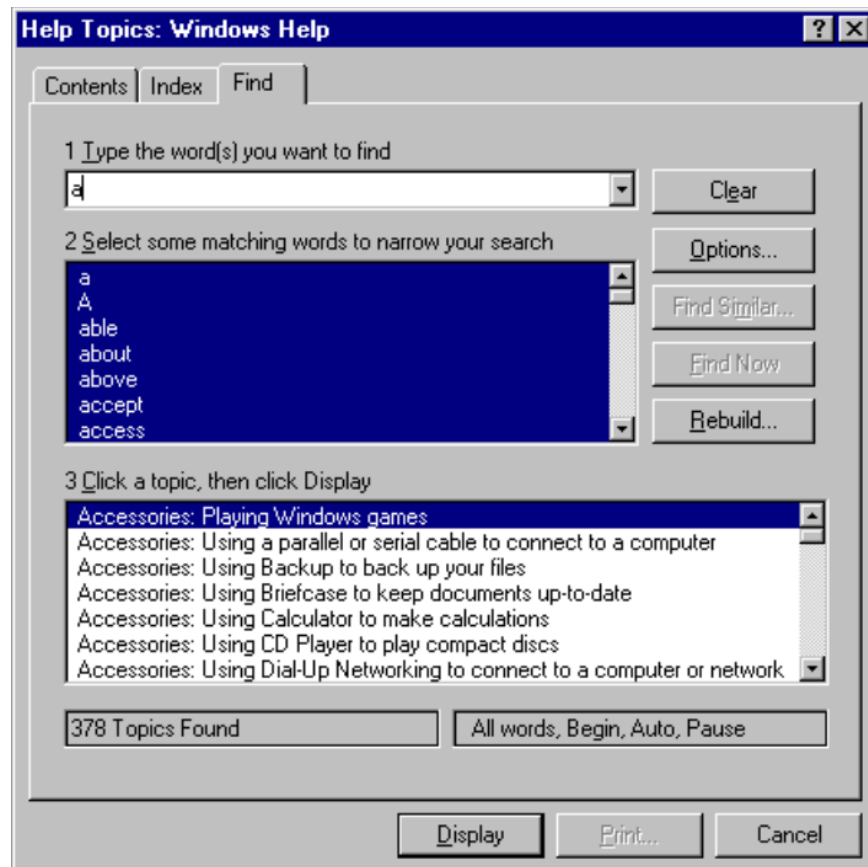 Help Topics: Windows Help
Contents Index Find
1 Type the word(s) you want to find
a
Clear
2 Select some matching words to narrow your search
a
A
able
about
above
accept
access
Options...
Find Similar...
Find Now
Rebuild...
3 Click a topic, then click Display
Accessories: Playing Windows games
Accessories: Using a parallel or serial cable to connect to a computer
Accessories: Using Backup to back up your files
Accessories: Using Briefcase to keep documents up-to-date
Accessories: Using Calculator to make calculations
Accessories: Using CD Player to play compact discs
Accessories: Using Dial-Up Networking to connect to a computer or network
378 Topics Found
All words, Begin, Auto, Pause
Display Print... Cancel